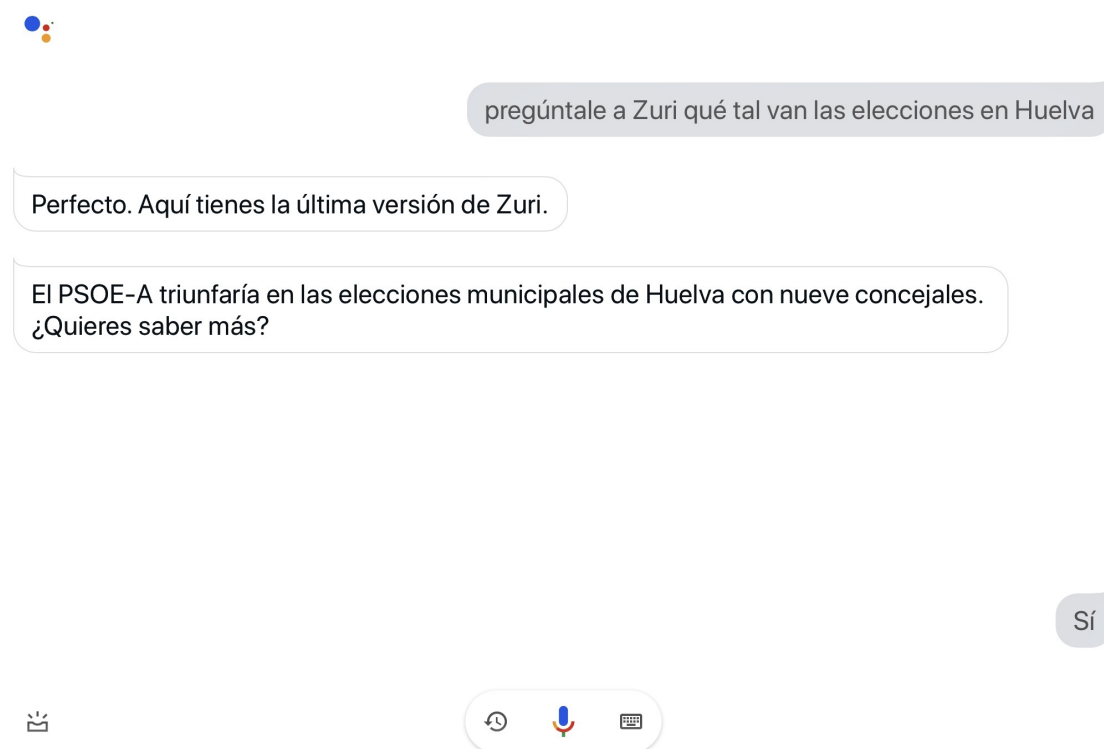 pregúntale a Zuri qué tal van las elecciones en Huelva
Perfecto. Aquí tienes la última versión de Zuri.
El PSOE-A triunfaría en las elecciones municipales de Huelva con nueve concejales.
¿Quieres saber más?
Sí